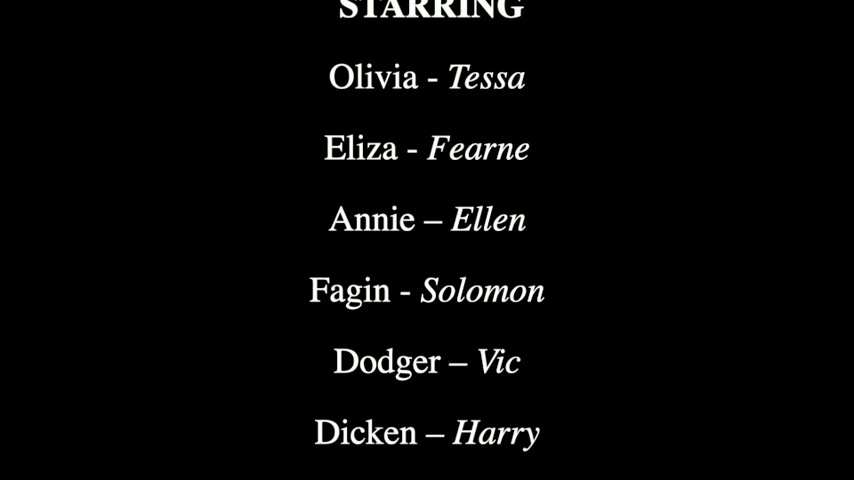 STARRING
Olivia - Tessa
Eliza - Fearne
Annie – Ellen
Fagin - Solomon
Dodger – Vic
Dicken – Harry